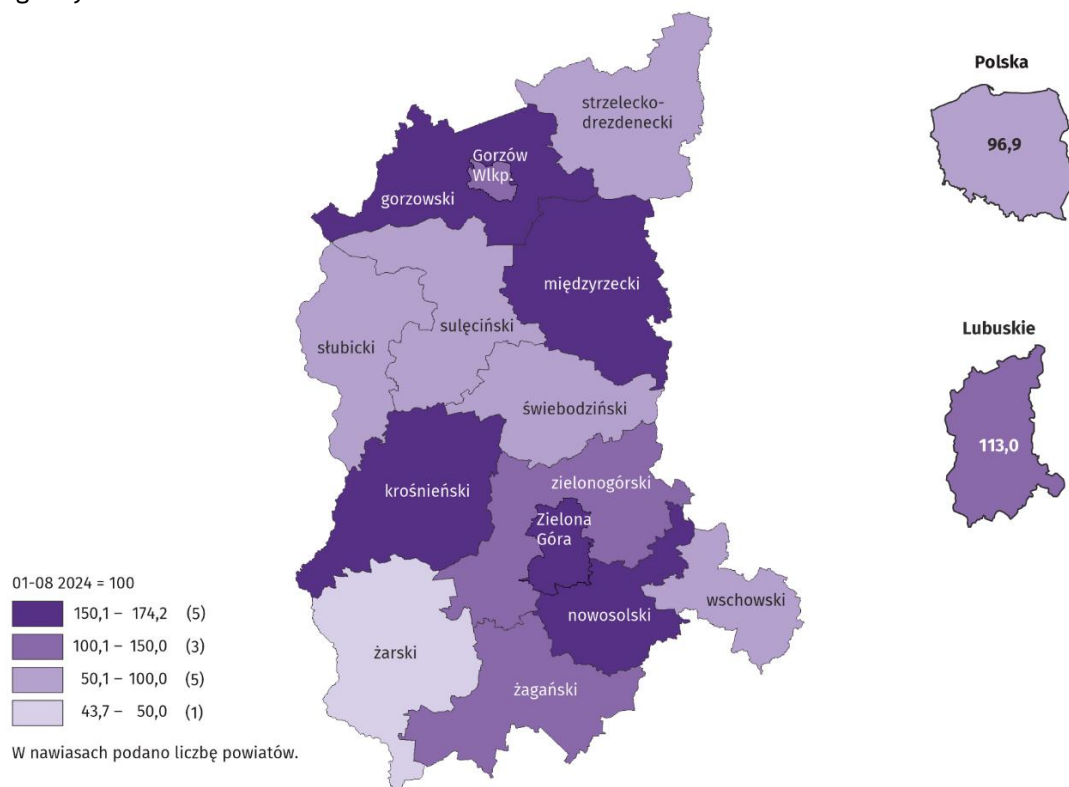 strzelecko-
drezdenecki
Gorzów
Wlkp.
gorzowski
międzyrzecki
sulęciński
słubicki
świebodziński
krośnieński
zielonogórski
Zielona
Góra
wschowski
nowosolski
żarski
żagański
Polska
96,9
Lubuskie
113,0
01-08 2024 = 100
150,1 – 174,2 (5)
100,1 – 150,0 (3)
50,1 – 100,0 (5)
43,7 – 50,0 (1)
W nawiasach podano liczbę powiatów.